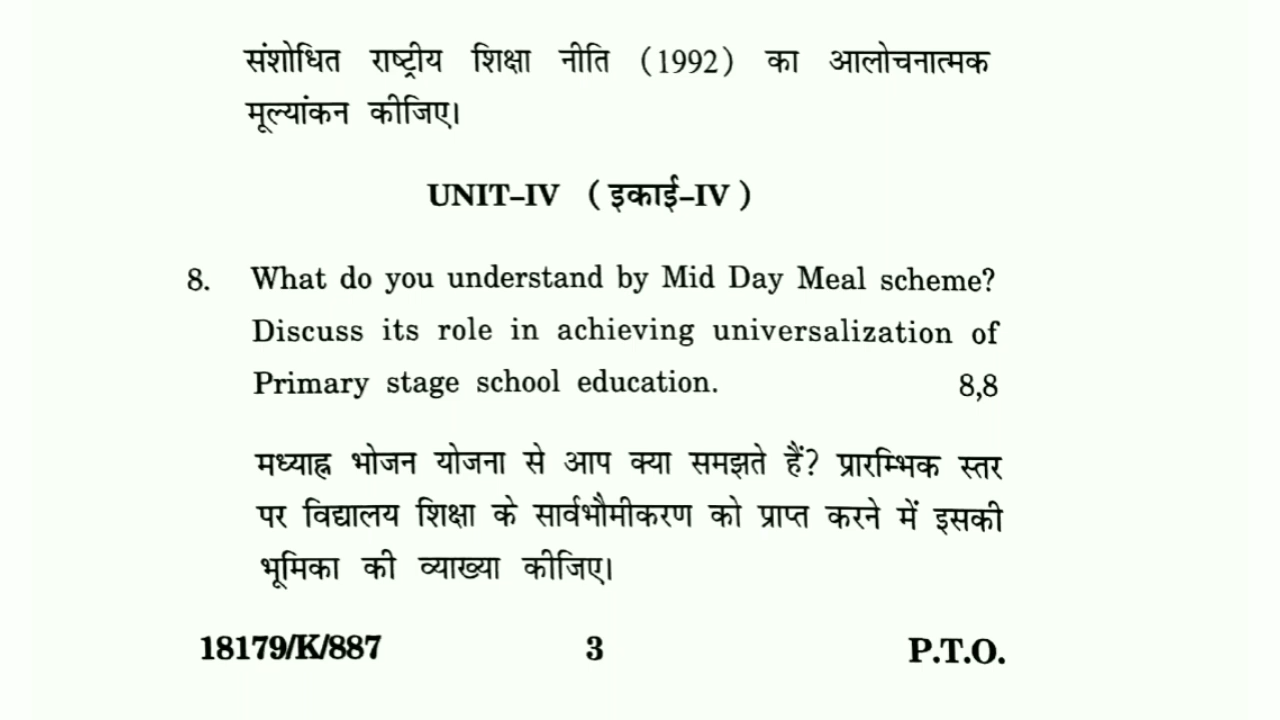 संशोधित राष्ट्रीय शिक्षा नीति (1992) का आलोचनात्मक
मूल्यांकन कीजिए।
UNIT–IV (इकाई–IV)
8. What do you understand by Mid Day Meal scheme?
Discuss its role in achieving universalization of
Primary stage school education. 8,8
मध्याह्न भोजन योजना से आप क्या समझते हैं? प्रारम्भिक स्तर
पर विद्यालय शिक्षा के सार्वभौमीकरण को प्राप्त करने में इसकी
भूमिका की व्याख्या कीजिए।
18179/K/887 3 P.T.O.